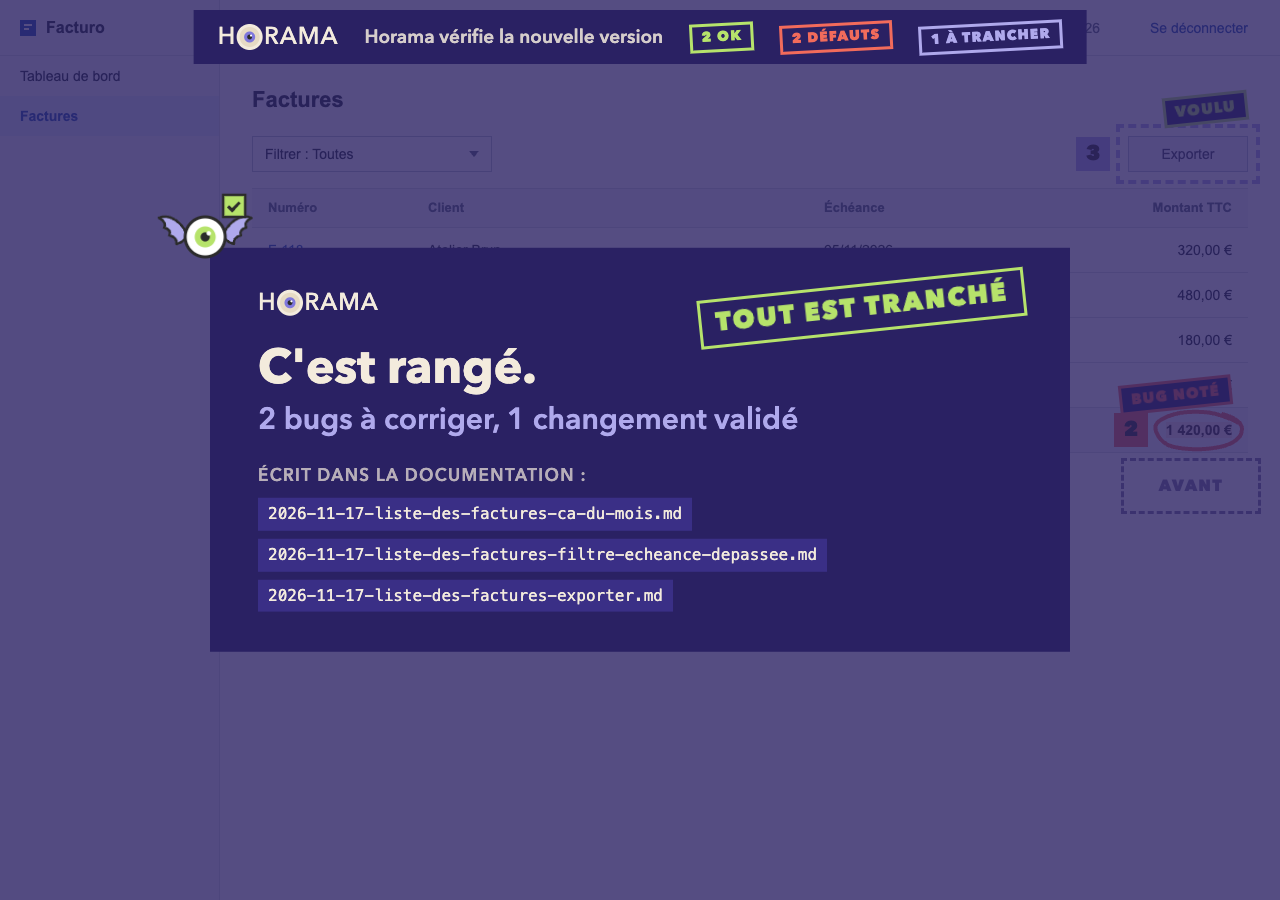 Facturo
HORAMA
Horama vérifie la nouvelle version
2 OK
2 DÉFAUTS
1 À TRANCHER
26
Se déconnecter
Tableau de bord
Factures
Factures
VOULU
Filtrer : Toutes
3
Exporter
Numéro Client Échéance Montant TTC
320,00 €
HORAMA
TOUT EST TRANCHÉ
480,00 €
180,00 €
C'est rangé.
2 bugs à corriger, 1 changement validé
BUG NOTÉ
2
1 420,00 €
ÉCRIT DANS LA DOCUMENTATION :
AVANT
2026-11-17-liste-des-factures-ca-du-mois.md
2026-11-17-liste-des-factures-filtre-echeance-depassee.md
2026-11-17-liste-des-factures-exporter.md